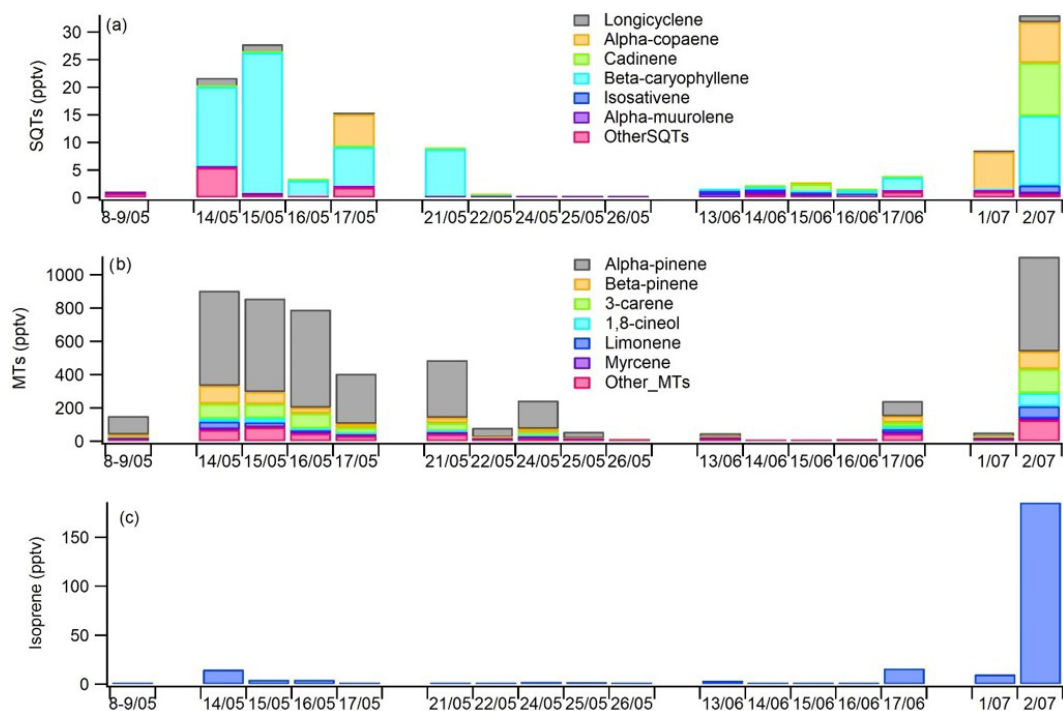 (a)
Longicyclene
Alpha-copaene
Cadinene
Beta-caryophyllene
Isosativene
Alpha-muurolene
OtherSQTs
SQTs (pptv)
30
25
20
15
10
5
0
8-9/05 14/05 15/05 16/05 17/05 21/05 22/05 24/05 25/05 26/05 13/06 14/06 15/06 16/06 17/06 1/07 2/07
(b)
Alpha-pinene
Beta-pinene
3-carene
1,8-cineol
Limonene
Myrcene
Other_MTs
MTs (pptv)
1000
800
600
400
200
0
8-9/05 14/05 15/05 16/05 17/05 21/05 22/05 24/05 25/05 26/05 13/06 14/06 15/06 16/06 17/06 1/07 2/07
(c)
Isoprene (pptv)
150
100
50
0
8-9/05 14/05 15/05 16/05 17/05 21/05 22/05 24/05 25/05 26/05 13/06 14/06 15/06 16/06 17/06 1/07 2/07